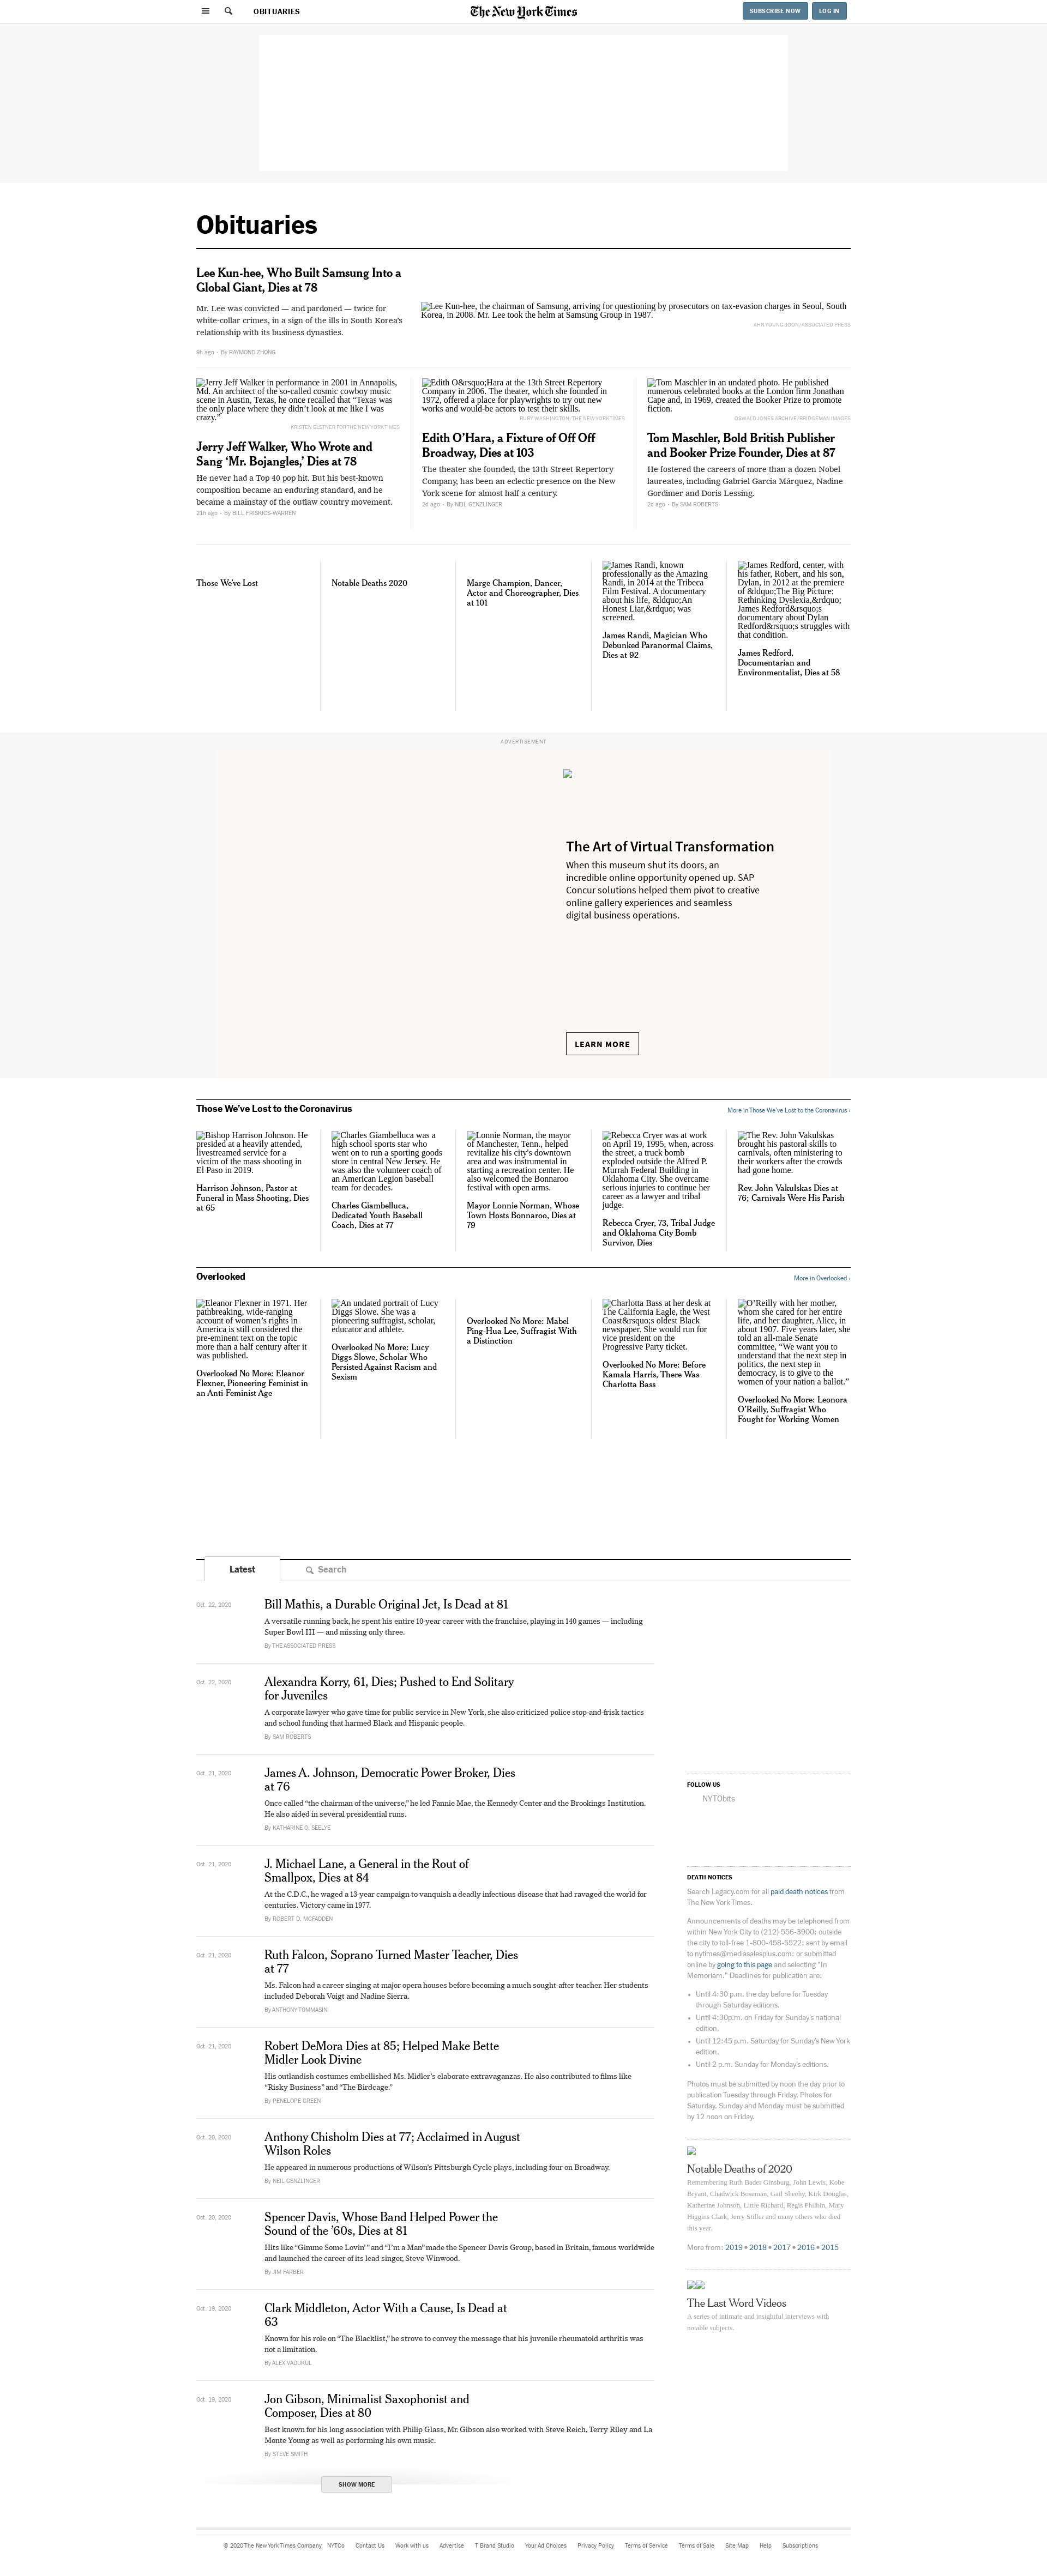 OBITUARIES
The New York Times
SUBSCRIBE NOW
LOG IN
Obituaries
Lee Kun-hee, Who Built Samsung Into a
Global Giant, Dies at 78
Mr. Lee was convicted — and pardoned — twice for
white-collar crimes, in a sign of the ills in South Korea's
relationship with its business dynasties.
9h ago · By RAYMOND ZHONG
Lee Kun-hee, the chairman of Samsung, arriving for questioning by prosecutors on tax-evasion charges in Seoul, South
Korea, in 2008. Mr. Lee took the helm at Samsung Group in 1987.
AHN YOUNG-JOON/ASSOCIATED PRESS
Jerry Jeff Walker in performance in 2001 in Annapolis,
Md. An architect of the so-called cosmic cowboy music
scene in Austin, Texas, he once recalled that “Texas was
the only place where they didn’t look at me like I was
crazy.”
KRISTEN ELSTNER FOR THE NEW YORK TIMES
Jerry Jeff Walker, Who Wrote and
Sang ‘Mr. Bojangles,’ Dies at 78
He never had a Top 40 pop hit. But his best-known
composition became an enduring standard, and he
became a mainstay of the outlaw country movement.
21h ago · By BILL FRISKICS-WARREN
Edith O&rsquo;Hara at the 13th Street Repertory
Company in 2006. The theater, which she founded in
1972, offered a place for playwrights to try out new
works and would-be actors to test their skills.
RUBY WASHINGTON/THE NEW YORK TIMES
Edith O’Hara, a Fixture of Off Off
Broadway, Dies at 103
The theater she founded, the 13th Street Repertory
Company, has been an eclectic presence on the New
York scene for almost half a century.
2d ago · By NEIL GENZLINGER
Tom Maschler in an undated photo. He published
numerous celebrated books at the London firm Jonathan
Cape and, in 1969, created the Booker Prize to promote
fiction.
OSWALD JONES ARCHIVE/BRIDGEMAN IMAGES
Tom Maschler, Bold British Publisher
and Booker Prize Founder, Dies at 87
He fostered the careers of more than a dozen Nobel
laureates, including Gabriel García Márquez, Nadine
Gordimer and Doris Lessing.
2d ago · By SAM ROBERTS
Those We’ve Lost
Notable Deaths 2020
Marge Champion, Dancer,
Actor and Choreographer, Dies
at 101
James Randi, known
professionally as the Amazing
Randi, in 2014 at the Tribeca
Film Festival. A documentary
about his life, &ldquo;An
Honest Liar,&rdquo; was
screened.
James Randi, Magician Who
Debunked Paranormal Claims,
Dies at 92
James Redford, center, with
his father, Robert, and his son,
Dylan, in 2012 at the premiere
of &ldquo;The Big Picture:
Rethinking Dyslexia,&rdquo;
James Redford&rsquo;s
documentary about Dylan
Redford&rsquo;s struggles with
that condition.
James Redford,
Documentarian and
Environmentalist, Dies at 58
ADVERTISEMENT
The Art of Virtual Transformation
When this museum shut its doors, an
incredible online opportunity opened up. SAP
Concur solutions helped them pivot to creative
online gallery experiences and seamless
digital business operations.
LEARN MORE
Those We’ve Lost to the Coronavirus
More in Those We’ve Lost to the Coronavirus ›
Bishop Harrison Johnson. He
presided at a heavily attended,
livestreamed service for a
victim of the mass shooting in
El Paso in 2019.
Harrison Johnson, Pastor at
Funeral in Mass Shooting, Dies
at 65
Charles Giambelluca was a
high school sports star who
went on to run a sporting goods
store in central New Jersey. He
was also the volunteer coach of
an American Legion baseball
team for decades.
Charles Giambelluca,
Dedicated Youth Baseball
Coach, Dies at 77
Lonnie Norman, the mayor
of Manchester, Tenn., helped
revitalize his city's downtown
area and was instrumental in
starting a recreation center. He
also welcomed the Bonnaroo
festival with open arms.
Mayor Lonnie Norman, Whose
Town Hosts Bonnaroo, Dies at
79
Rebecca Cryer was at work
on April 19, 1995, when, across
the street, a truck bomb
exploded outside the Alfred P.
Murrah Federal Building in
Oklahoma City. She overcame
serious injuries to continue her
career as a lawyer and tribal
judge.
Rebecca Cryer, 73, Tribal Judge
and Oklahoma City Bomb
Survivor, Dies
The Rev. John Vakulskas
brought his pastoral skills to
carnivals, often ministering to
their workers after the crowds
had gone home.
Rev. John Vakulskas Dies at
76; Carnivals Were His Parish
Overlooked
More in Overlooked ›
Eleanor Flexner in 1971. Her
pathbreaking, wide-ranging
account of women’s rights in
America is still considered the
pre-eminent text on the topic
more than a half century after it
was published.
Overlooked No More: Eleanor
Flexner, Pioneering Feminist in
an Anti-Feminist Age
An undated portrait of Lucy
Diggs Slowe. She was a
pioneering suffragist, scholar,
educator and athlete.
Overlooked No More: Lucy
Diggs Slowe, Scholar Who
Persisted Against Racism and
Sexism
Overlooked No More: Mabel
Ping-Hua Lee, Suffragist With
a Distinction
Charlotta Bass at her desk at
The California Eagle, the West
Coast&rsquo;s oldest Black
newspaper. She would run for
vice president on the
Progressive Party ticket.
Overlooked No More: Before
Kamala Harris, There Was
Charlotta Bass
O’Reilly with her mother,
whom she cared for her entire
life, and her daughter, Alice, in
about 1907. Five years later, she
told an all-male Senate
committee, “We want you to
understand that the next step in
politics, the next step in
democracy, is to give to the
women of your nation a ballot.”
Overlooked No More: Leonora
O’Reilly, Suffragist Who
Fought for Working Women
Latest
Search
Oct. 22, 2020
Bill Mathis, a Durable Original Jet, Is Dead at 81
A versatile running back, he spent his entire 10-year career with the franchise, playing in 140 games — including
Super Bowl III — and missing only three.
By THE ASSOCIATED PRESS
Oct. 22, 2020
Alexandra Korry, 61, Dies; Pushed to End Solitary
for Juveniles
A corporate lawyer who gave time for public service in New York, she also criticized police stop-and-frisk tactics
and school funding that harmed Black and Hispanic people.
By SAM ROBERTS
Oct. 21, 2020
James A. Johnson, Democratic Power Broker, Dies
at 76
Once called “the chairman of the universe,” he led Fannie Mae, the Kennedy Center and the Brookings Institution.
He also aided in several presidential runs.
By KATHARINE Q. SEELYE
Oct. 21, 2020
J. Michael Lane, a General in the Rout of
Smallpox, Dies at 84
At the C.D.C., he waged a 13-year campaign to vanquish a deadly infectious disease that had ravaged the world for
centuries. Victory came in 1977.
By ROBERT D. MCFADDEN
Oct. 21, 2020
Ruth Falcon, Soprano Turned Master Teacher, Dies
at 77
Ms. Falcon had a career singing at major opera houses before becoming a much sought-after teacher. Her students
included Deborah Voigt and Nadine Sierra.
By ANTHONY TOMMASINI
Oct. 21, 2020
Robert DeMora Dies at 85; Helped Make Bette
Midler Look Divine
His outlandish costumes embellished Ms. Midler’s elaborate extravaganzas. He also contributed to films like
“Risky Business” and “The Birdcage.”
By PENELOPE GREEN
Oct. 20, 2020
Anthony Chisholm Dies at 77; Acclaimed in August
Wilson Roles
He appeared in numerous productions of Wilson’s Pittsburgh Cycle plays, including four on Broadway.
By NEIL GENZLINGER
Oct. 20, 2020
Spencer Davis, Whose Band Helped Power the
Sound of the ’60s, Dies at 81
Hits like “Gimme Some Lovin’ ” and “I’m a Man” made the Spencer Davis Group, based in Britain, famous worldwide
and launched the career of its lead singer, Steve Winwood.
By JIM FARBER
Oct. 19, 2020
Clark Middleton, Actor With a Cause, Is Dead at
63
Known for his role on “The Blacklist,” he strove to convey the message that his juvenile rheumatoid arthritis was
not a limitation.
By ALEX VADUKUL
Oct. 19, 2020
Jon Gibson, Minimalist Saxophonist and
Composer, Dies at 80
Best known for his long association with Philip Glass, Mr. Gibson also worked with Steve Reich, Terry Riley and La
Monte Young as well as performing his own music.
By STEVE SMITH
SHOW MORE
FOLLOW US
NYTObits
DEATH NOTICES
Search Legacy.com for all paid death notices from
The New York Times.
Announcements of deaths may be telephoned from
within New York City to (212) 556-3900; outside
the city to toll-free 1-800-458-5522; sent by email
to nytimes@mediasalesplus.com; or submitted
online by going to this page and selecting "In
Memoriam." Deadlines for publication are:
• Until 4:30 p.m. the day before for Tuesday
through Saturday editions.
• Until 4:30p.m. on Friday for Sunday’s national
edition.
• Until 12:45 p.m. Saturday for Sunday’s New York
edition.
• Until 2 p.m. Sunday for Monday’s editions.
Photos must be submitted by noon the day prior to
publication Tuesday through Friday. Photos for
Saturday, Sunday and Monday must be submitted
by 12 noon on Friday.
Notable Deaths of 2020
Remembering Ruth Bader Ginsburg, John Lewis, Kobe
Bryant, Chadwick Boseman, Gail Sheehy, Kirk Douglas,
Katherine Johnson, Little Richard, Regis Philbin, Mary
Higgins Clark, Jerry Stiller and many others who died
this year.
More from: 2019 • 2018 • 2017 • 2016 • 2015
The Last Word Videos
A series of intimate and insightful interviews with
notable subjects.
© 2020 The New York Times Company NYTCo Contact Us Work with us Advertise T Brand Studio Your Ad Choices Privacy Policy Terms of Service Terms of Sale Site Map Help Subscriptions